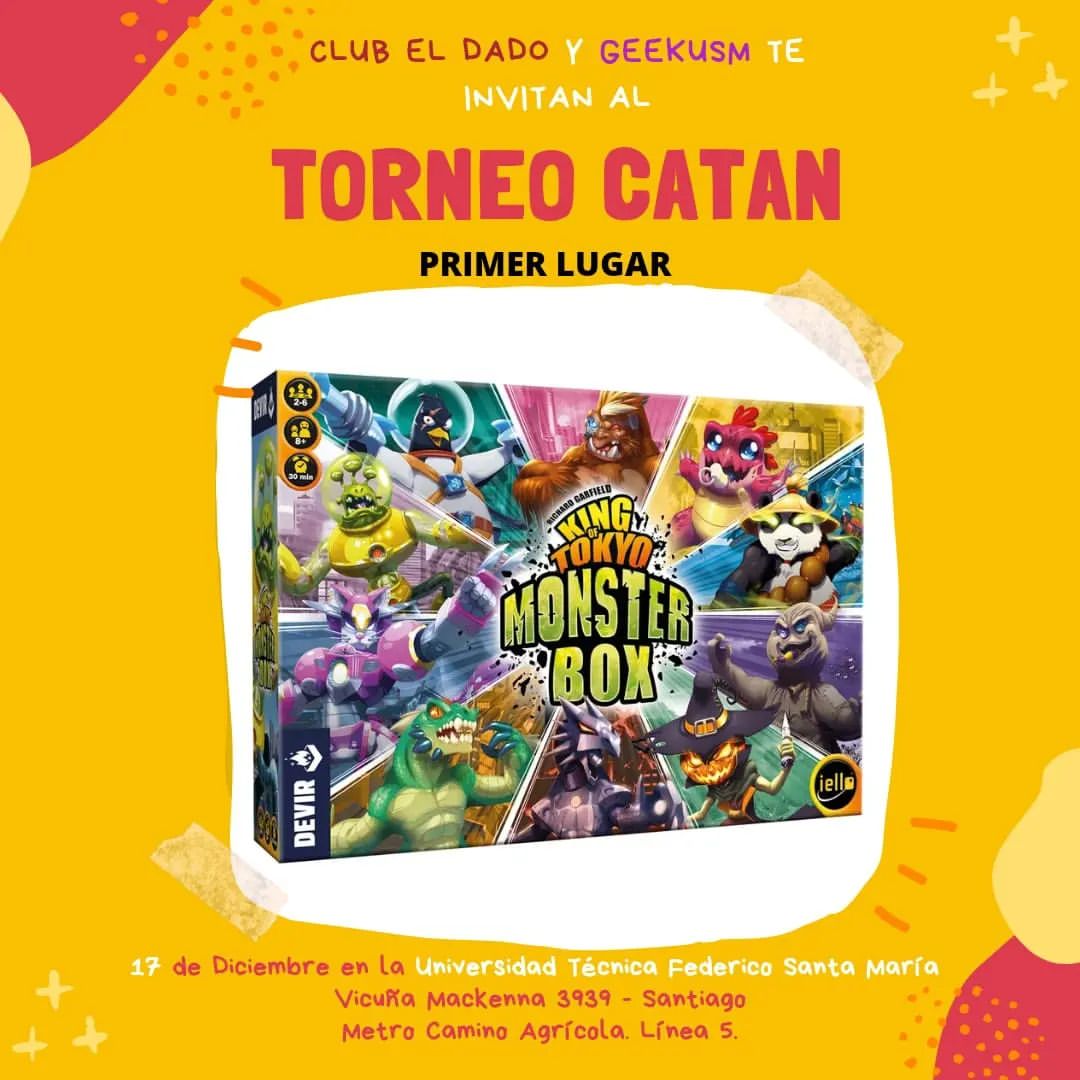 CLUB EL DADO Y GEEKUSM TE
INVITAN AL
TORNEO CATAN
PRIMER LUGAR
DEVIR
2-6
8+
30 min
RICHARD GARFIELD
KING
OF
TOKYO
MONSTER
BOX
DEVIR
iello
17 de Diciembre en la Universidad Técnica Federico Santa María
Vicuña Mackenna 3939 - Santiago
Metro Camino Agrícola. Línea 5.